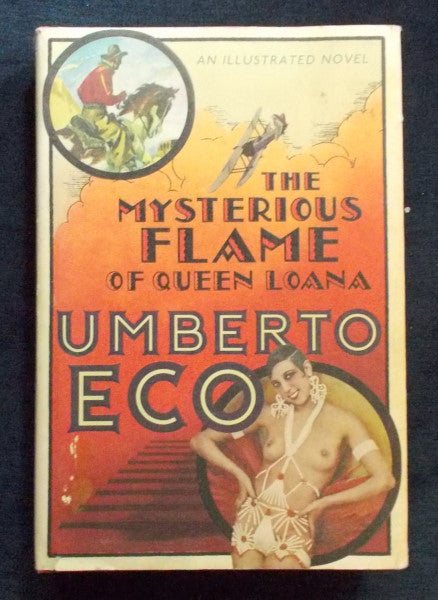 AN ILLUSTRATED NOVEL
THE
MYSTERIOUS
FLAME
OF QUEEN LOANA
UMBERTO
ECO